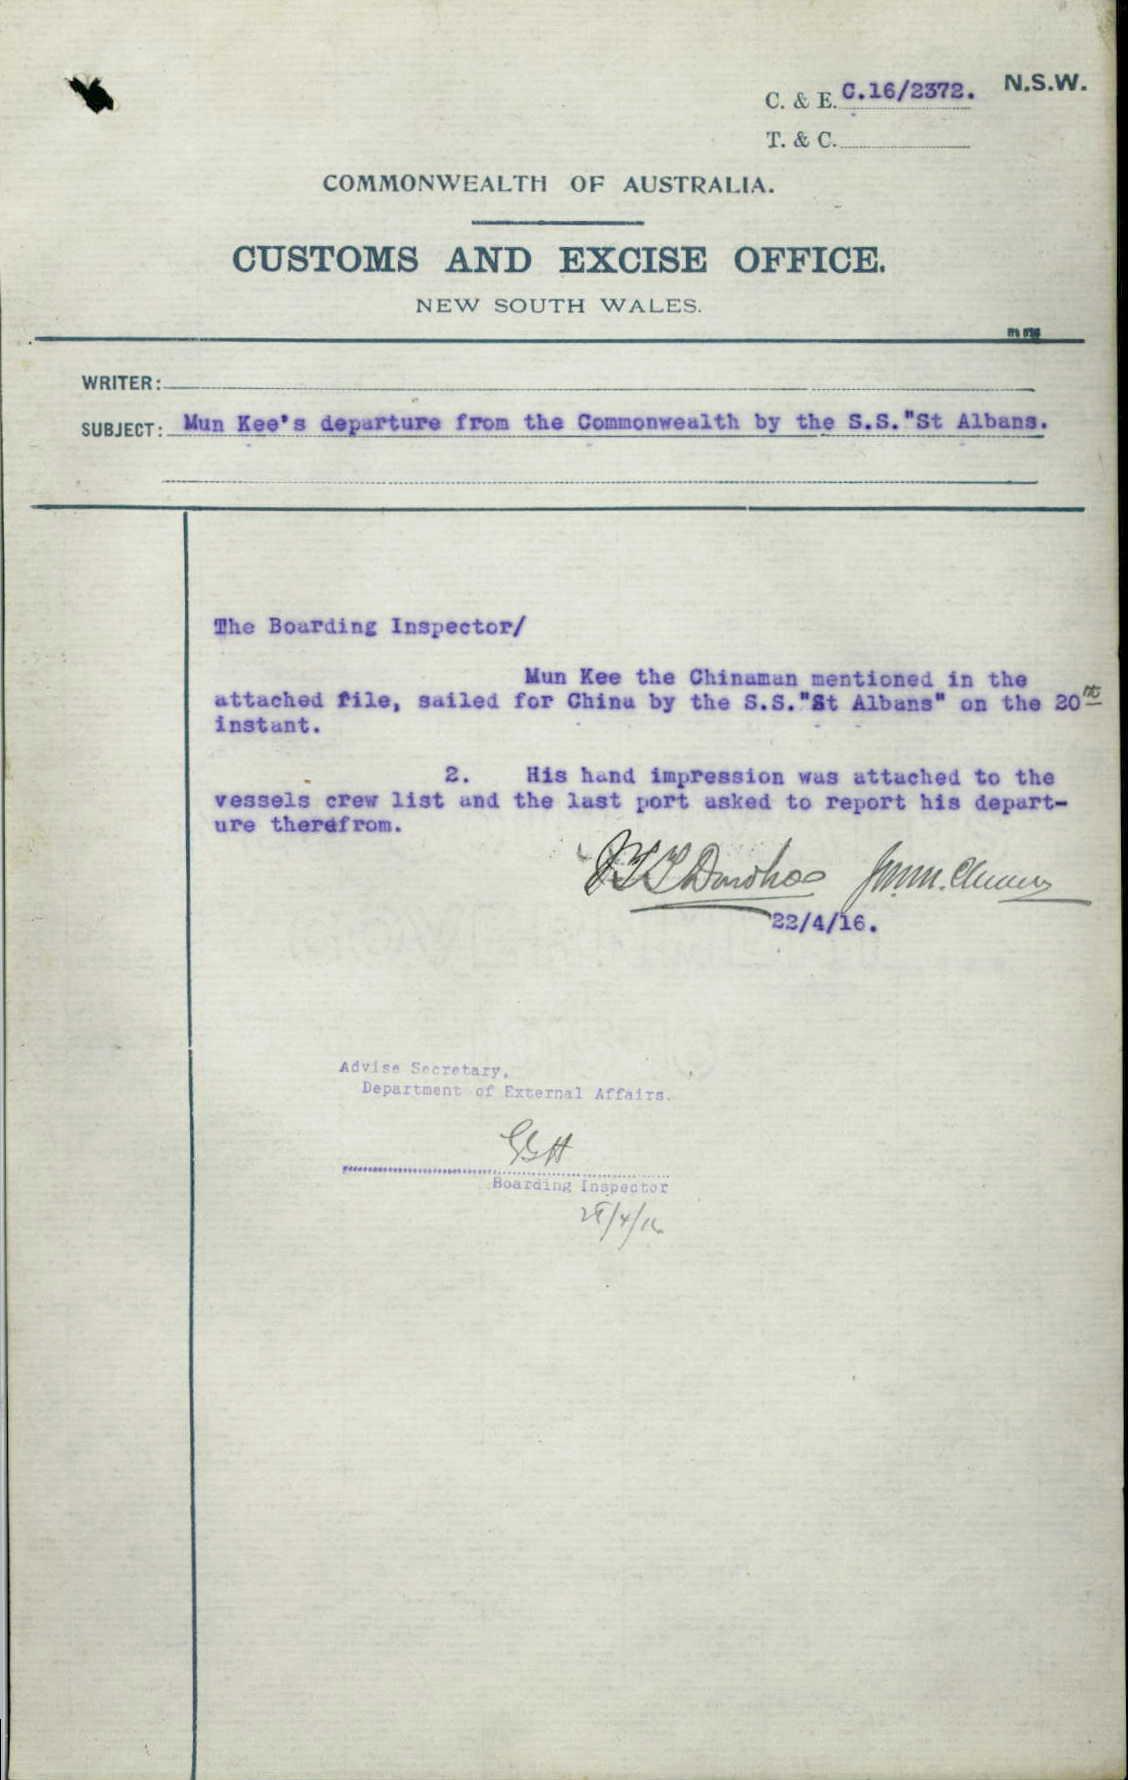 N.S.W.
C. & E. C.16/2372.
T. & C.
COMMONWEALTH OF AUSTRALIA.
CUSTOMS AND EXCISE OFFICE.
NEW SOUTH WALES.
WRITER:
SUBJECT: Mun Kee's departure from the Commonwealth by the S.S."St Albans.
The Boarding Inspector/
Mun Kee the Chinaman mentioned in the
attached file, sailed for China by the S.S."St Albans" on the 20th
instant.
2. His hand impression was attached to the
vessels crew list and the last port asked to report his depart-
ure therefrom.
22/4/16.
Advise Secretary,
Department of External Affairs.
Boarding Inspector